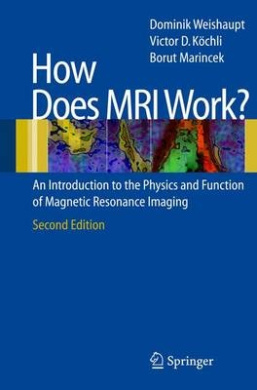 Dominik Weishaupt
Victor D. Köchli
Borut Marincek
How
Does MRI Work?
An Introduction to the Physics and Function
of Magnetic Resonance Imaging
Second Edition
Springer